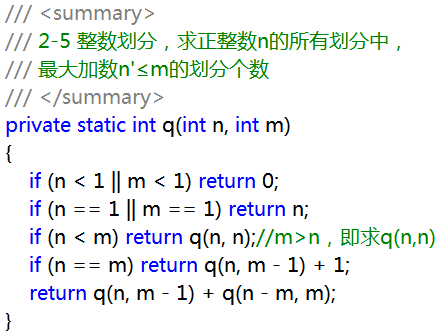 /// <summary>
/// 2-5 整数划分，求正整数n的所有划分中，
/// 最大加数n'≤m的划分个数
/// </summary>
private static int q(int n, int m)
{
if (n < 1 || m < 1) return 0;
if (n == 1 || m == 1) return n;
if (n < m) return q(n, n);//m>n，即求q(n,n)
if (n == m) return q(n, m - 1) + 1;
return q(n, m - 1) + q(n - m, m);
}